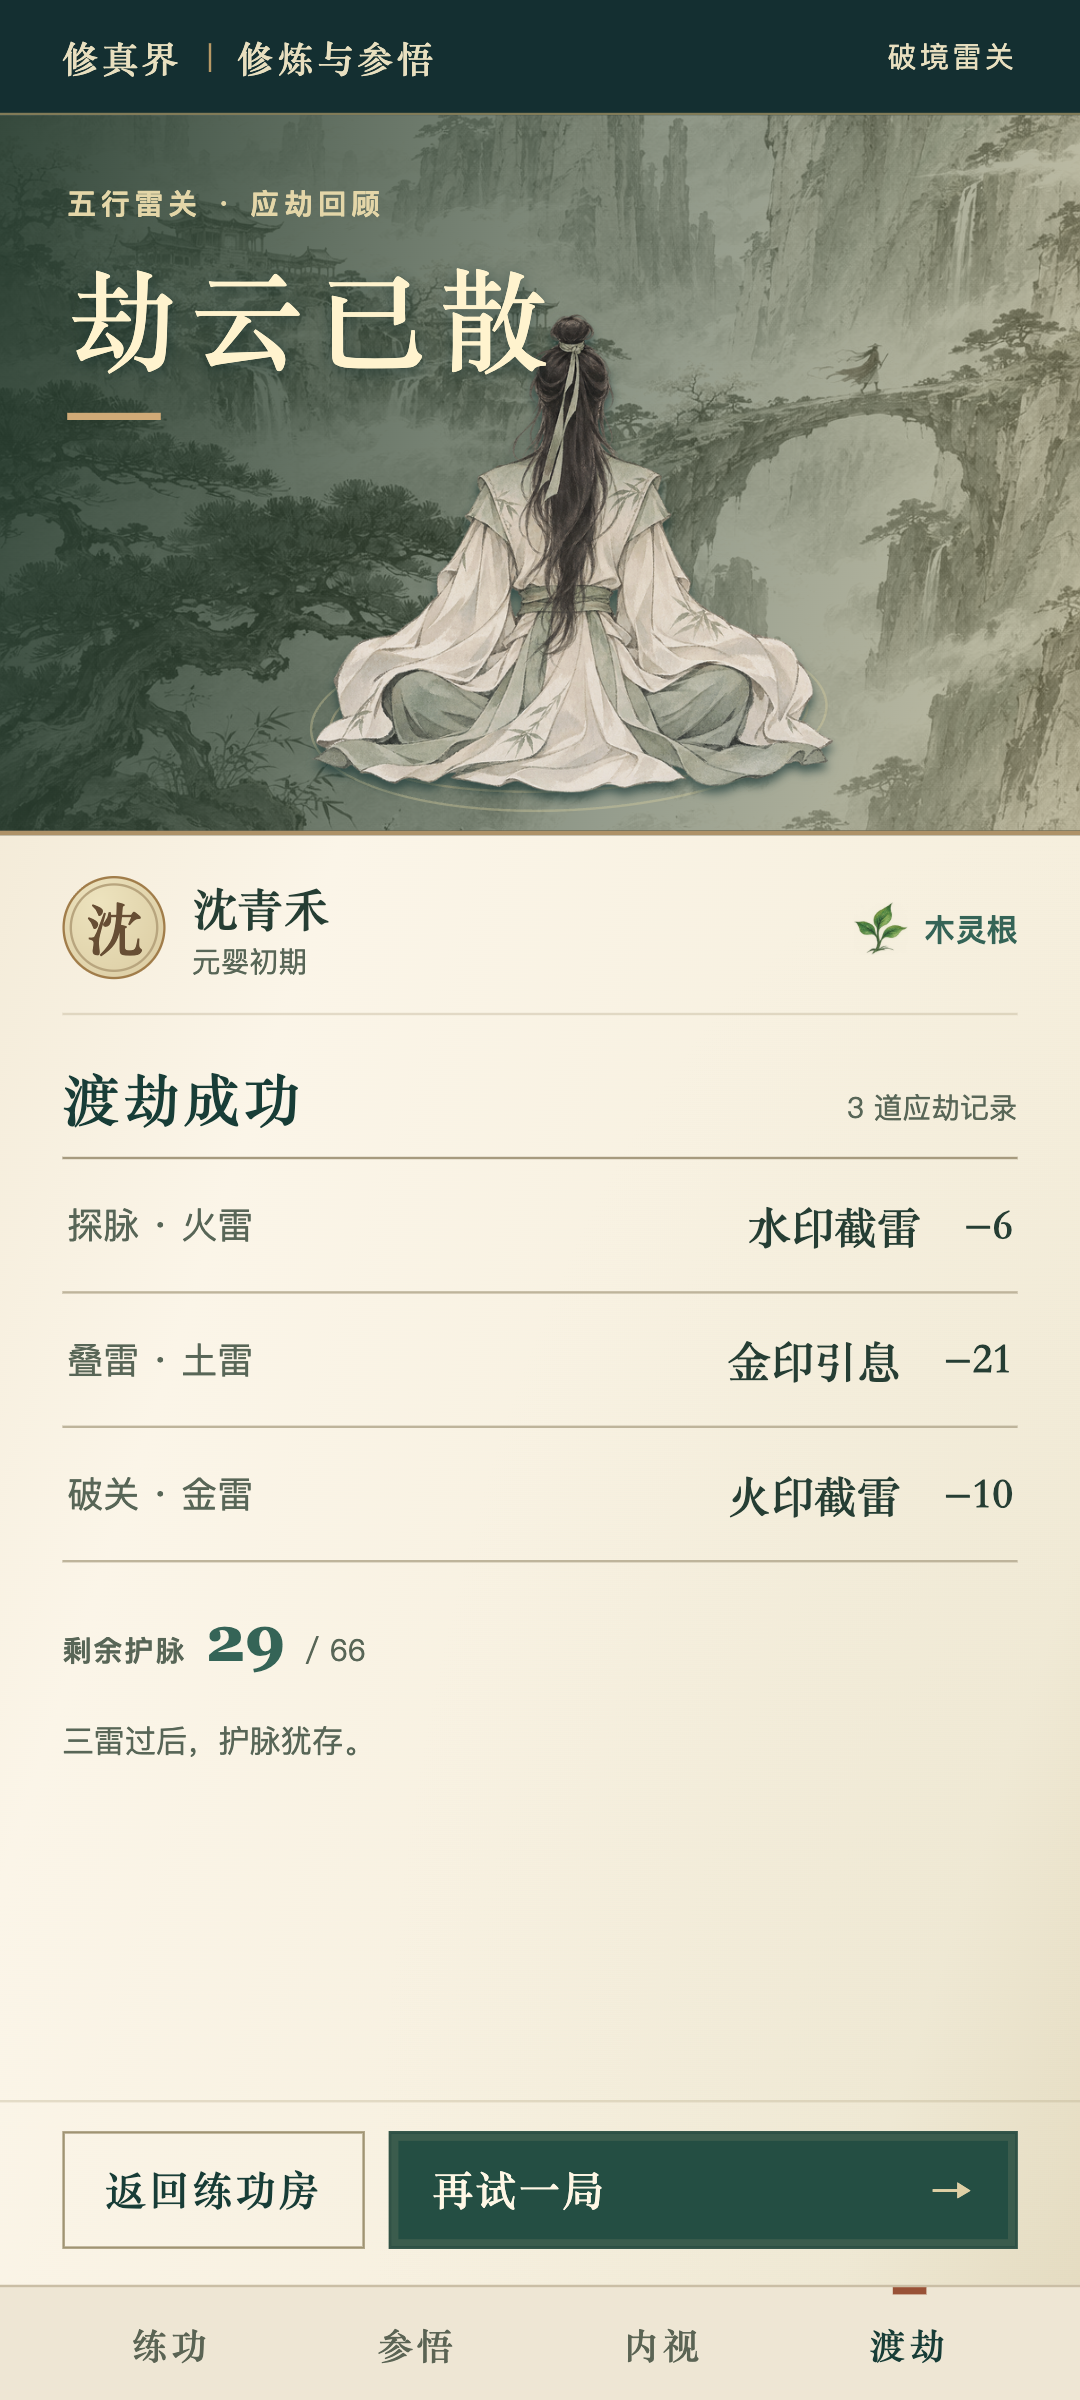 修真界 | 修炼与参悟 破境雷关
五行雷关 · 应劫回顾
劫云已散
沈 沈青禾 木灵根
元婴初期
渡劫成功 3 道应劫记录
探脉 · 火雷 水印截雷 −6
叠雷 · 土雷 金印引息 −21
破关 · 金雷 火印截雷 −10
剩余护脉 29 / 66
三雷过后，护脉犹存。
返回练功房 再试一局 →
练功 参悟 内视 渡劫